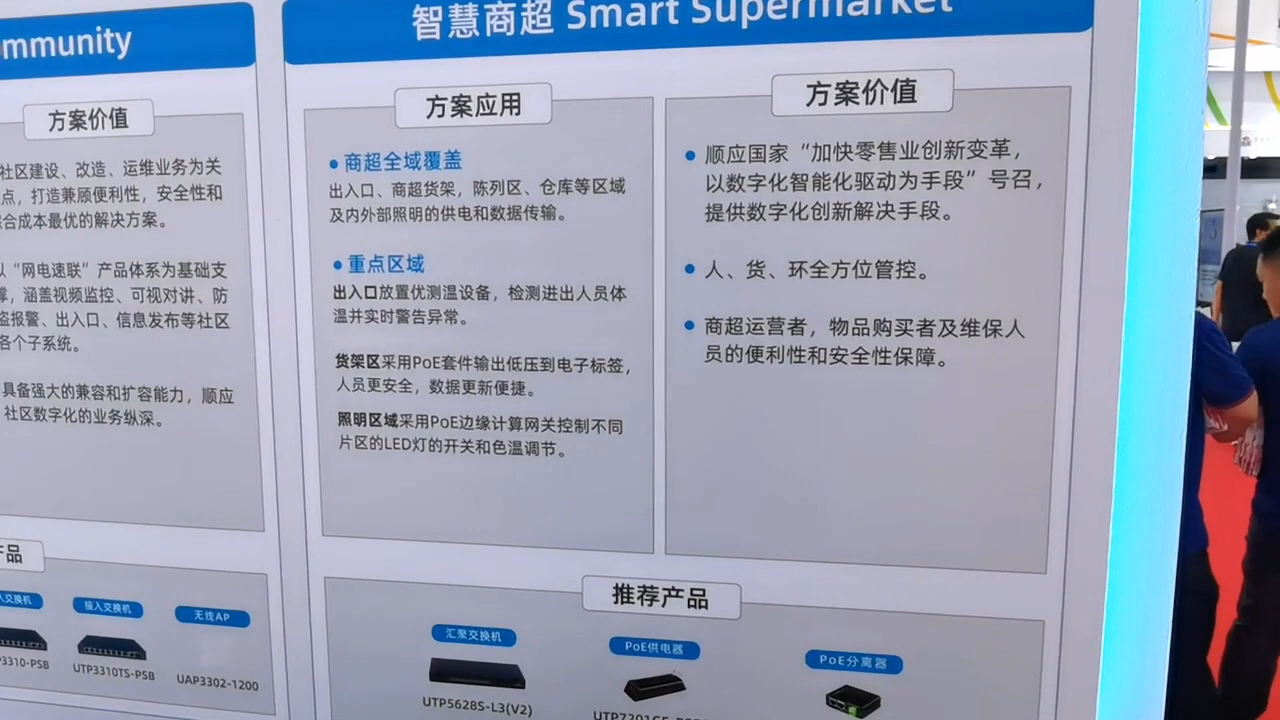 mmunity
方案价值
社区建设、改造、运维业务为关
点，打造兼顾便利性，安全性和
合成本最优的解决方案。
“网电速联”产品体系为基础支
撑，涵盖视频监控、可视对讲、防
盗报警、出入口、信息发布等社区
各个子系统。
具备强大的兼容和扩容能力，顺应
社区数字化的业务纵深。
产品
入交换机
接入交换机
无线AP
3310-PSB
UTP3310TS-PSB
UAP3302-1200
智慧商超 Smart Supermarket
方案应用
• 商超全域覆盖
出入口、商超货架，陈列区、仓库等区域
及内外部照明的供电和数据传输。
• 重点区域
出入口放置优测温设备，检测进出人员体
温并实时警告异常。
货架区采用PoE套件输出低压到电子标签，
人员更安全，数据更新便捷。
照明区域采用PoE边缘计算网关控制不同
片区的LED灯的开关和色温调节。
方案价值
• 顺应国家“加快零售业创新变革，
以数字化智能化驱动为手段”号召，
提供数字化创新解决手段。
• 人、货、环全方位管控。
• 商超运营者，物品购买者及维保人
员的便利性和安全性保障。
推荐产品
汇聚交换机
PoE供电器
PoE分离器
UTP5628S-L3(V2)